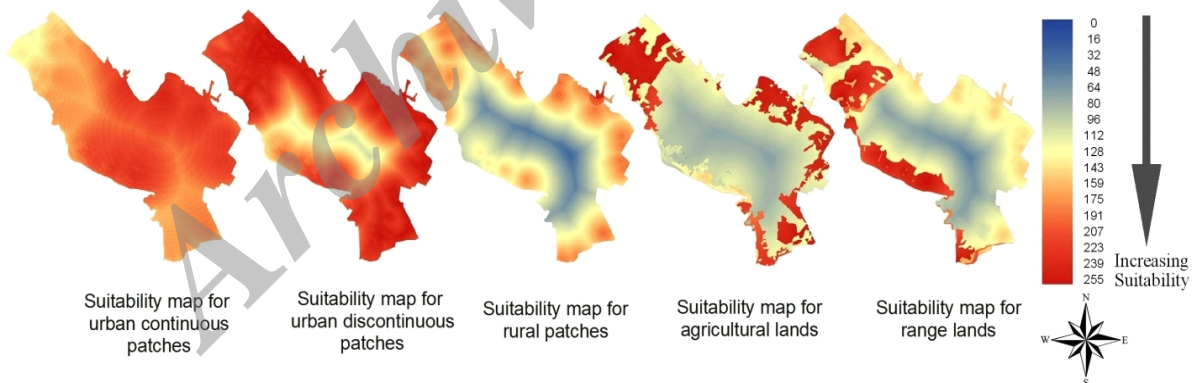 Suitability map for
urban continuous
patches
Suitability map for
urban discontinuous
patches
Suitability map for
rural patches
Suitability map for
agricultural lands
Suitability map for
range lands
0
16
32
48
64
80
96
112
128
143
159
175
191
207
223
239
255
Increasing
Suitability
N
W
E
S